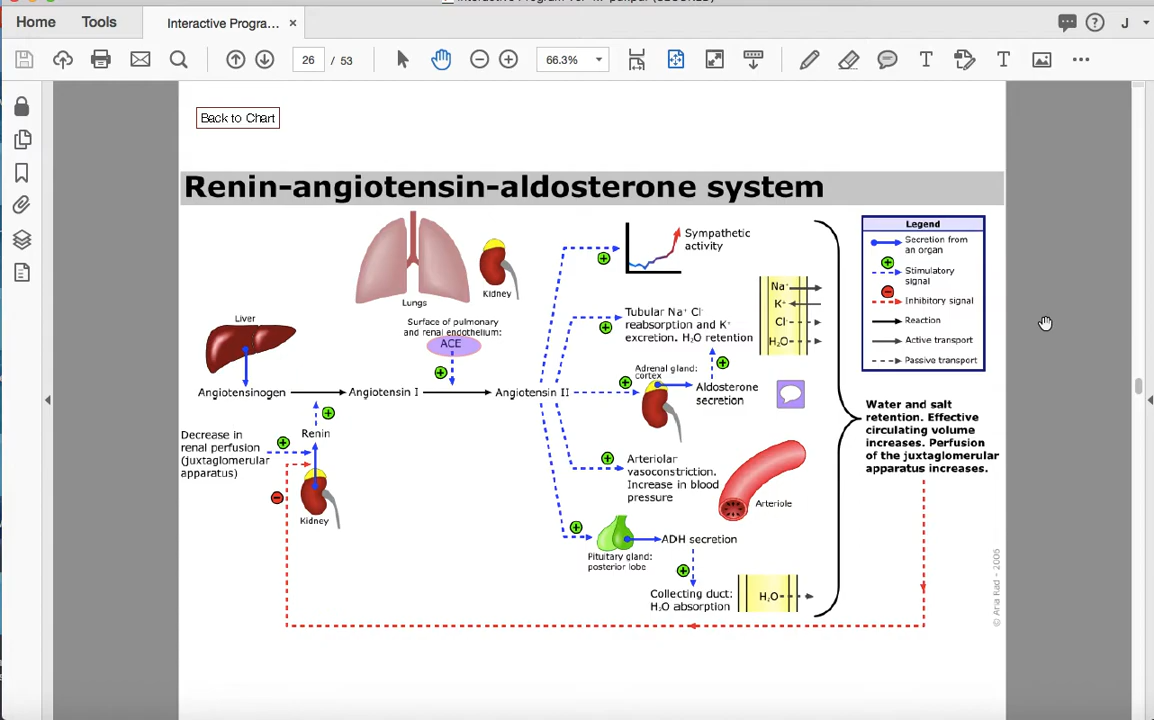 Home
Tools
Interactive Progra...
×
J
26
/ 53
66.3%
Back to Chart
Renin-angiotensin-aldosterone system
Lungs
Kidney
Sympathetic
activity
Legend
Secretion from
an organ
+
Stimulatory
signal
−
Inhibitory signal
Reaction
Active transport
Passive transport
Liver
Surface of pulmonary
and renal endothelium:
ACE
+
+
Tubular Na⁺ Cl⁻
reabsorption and K⁺
excretion. H₂O retention
+
Na⁺
K⁺
Cl⁻
H₂O
+
Adrenal gland:
cortex
+
Angiotensinogen
Angiotensin I
Angiotensin II
Aldosterone
secretion
Water and salt
retention. Effective
circulating volume
increases. Perfusion
of the juxtaglomerular
apparatus increases.
+
Renin
Decrease in
renal perfusion
(juxtaglomerular
apparatus)
+
−
Kidney
+
Arteriolar
vasoconstriction.
Increase in blood
pressure
Arteriole
+
Pituitary gland:
posterior lobe
ADH secretion
+
Collecting duct:
H₂O absorption
H₂O
© Aria Rad - 2006